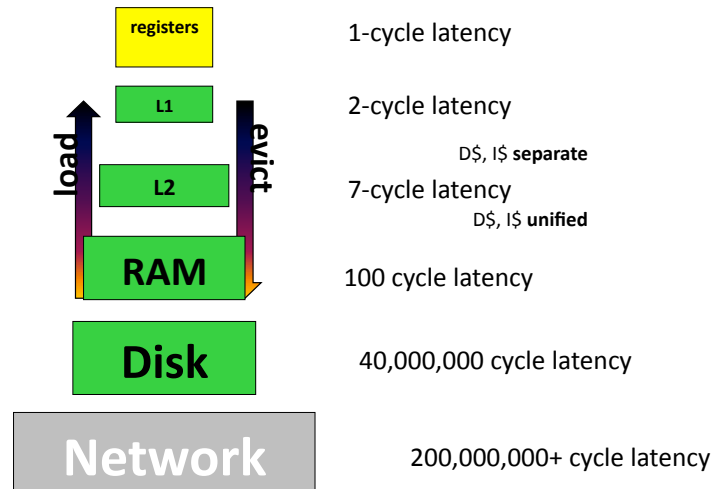 registers
1-cycle latency
L1
2-cycle latency
load
evict
D$, I$ separate
L2
7-cycle latency
D$, I$ unified
RAM
100 cycle latency
Disk
40,000,000 cycle latency
Network
200,000,000+ cycle latency